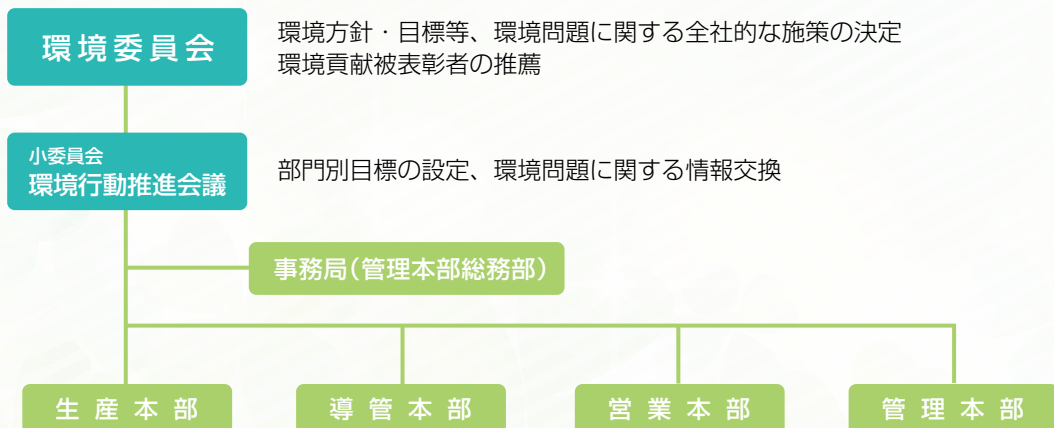 環境委員会
環境方針・目標等、環境問題に関する全社的な施策の決定
環境貢献被表彰者の推薦
小委員会
環境行動推進会議
部門別目標の設定、環境問題に関する情報交換
事務局(管理本部総務部)
生産本部
導管本部
営業本部
管理本部